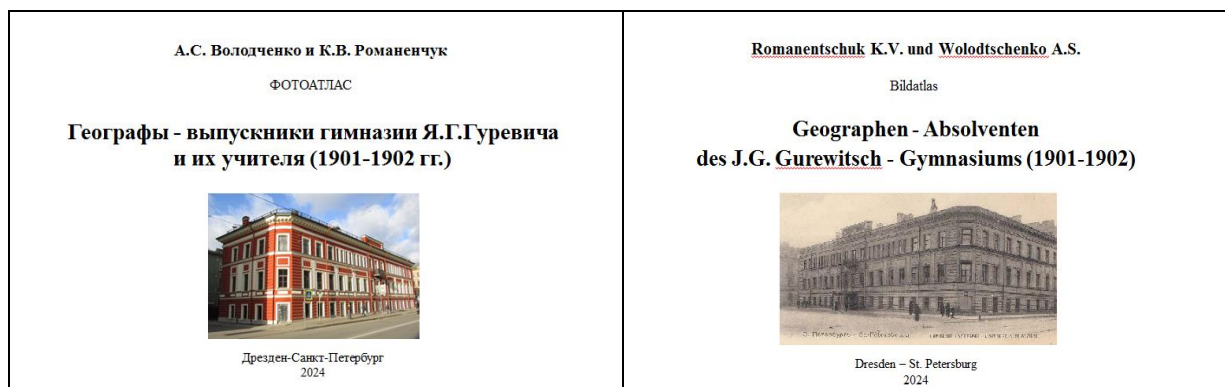 А.С. Володченко и К.В. Романенчук
ФОТОАТЛАС
Географы - выпускники гимназии Я.Г.Гуревича
и их учителя (1901-1902 гг.)
Дрезден-Санкт-Петербург
2024
Romanentschuk K.V. und Wolodtschenko A.S.
Bildatlas
Geographen - Absolventen
des J.G. Gurewitsch - Gymnasiums (1901-1902)
Dresden – St. Petersburg
2024